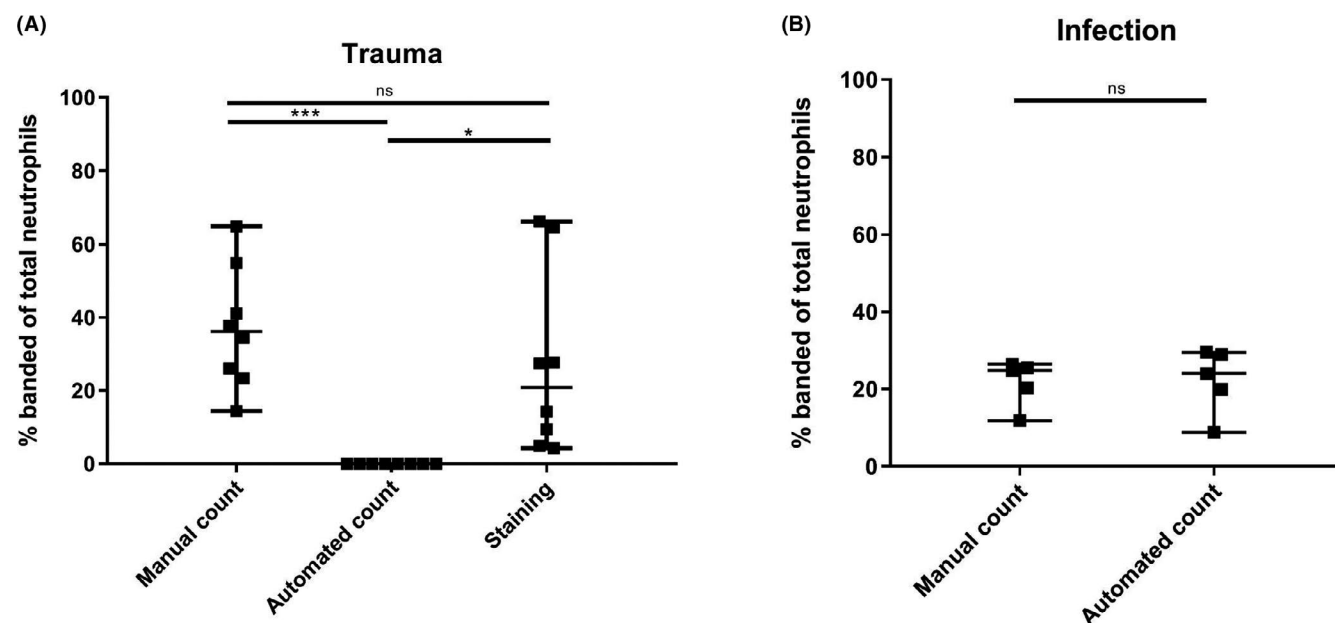 (A)
Trauma
% banded of total neutrophils
100
80
60
40
20
0
ns
***
*
Manual count
Automated count
Staining
(B)
Infection
% banded of total neutrophils
100
80
60
40
20
0
ns
Manual count
Automated count